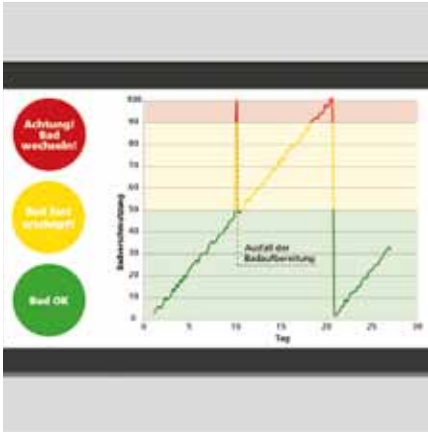 Achtung!
Bad
wechseln!
Bad fast
erschöpft!
Bad OK
Badverschmutzung
100
90
80
70
60
50
40
30
20
10
0
Ausfall der
Badaufbereitung
0 5 10 15 20 25 30
Tag